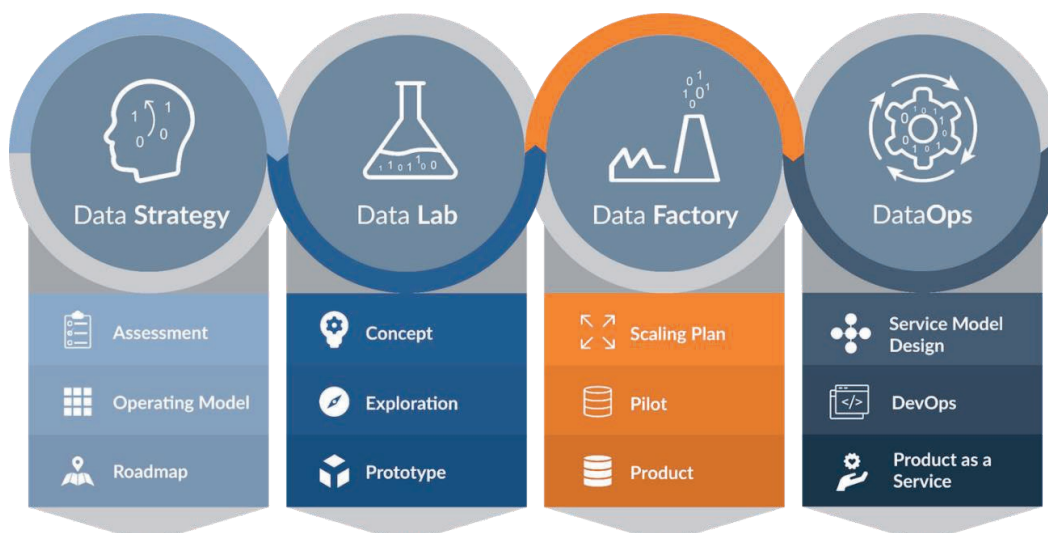 Data Strategy
Assessment
Operating Model
Roadmap
Data Lab
Concept
Exploration
Prototype
Data Factory
Scaling Plan
Pilot
Product
DataOps
Service Model
Design
</>
DevOps
Product as a
Service